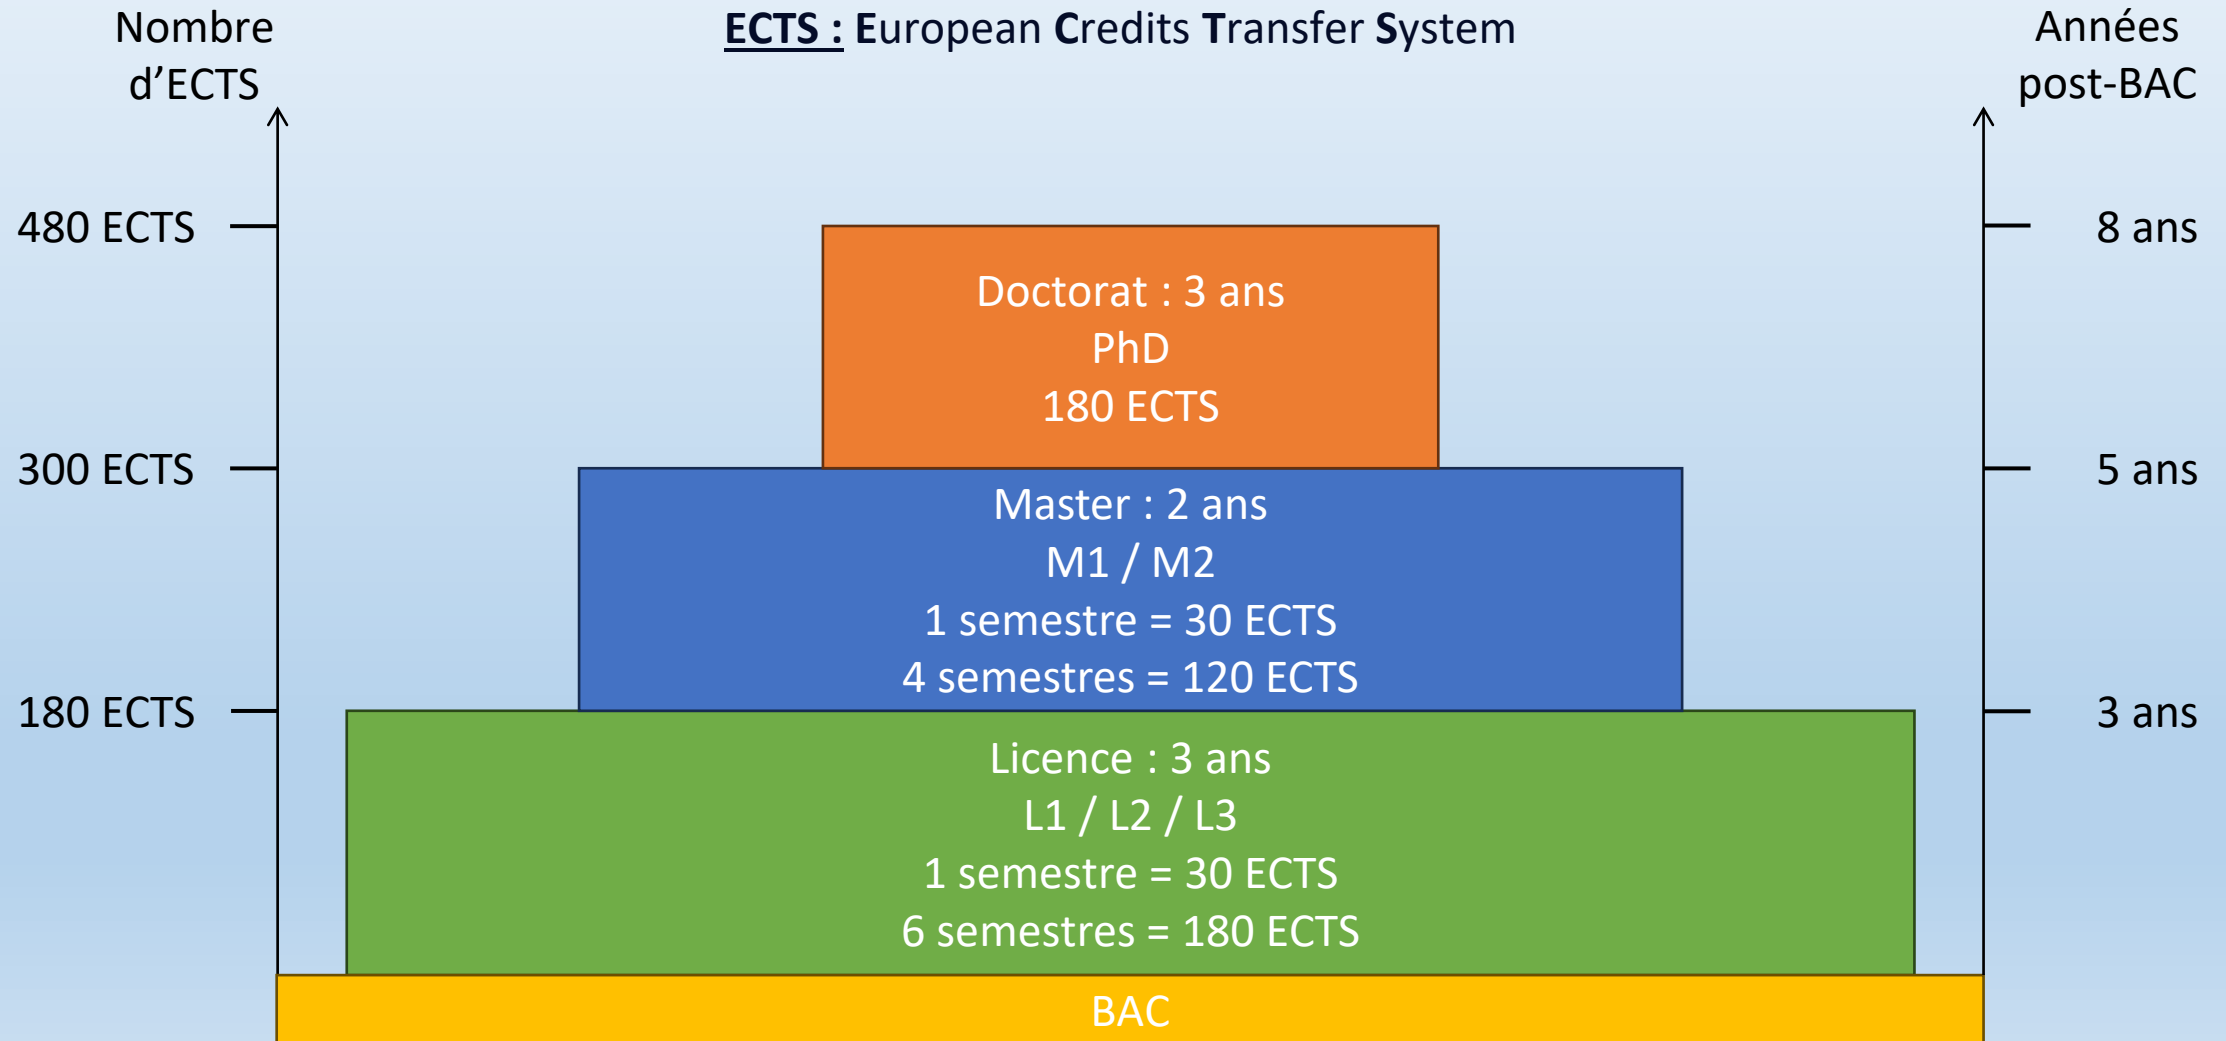 Nombre
d’ECTS
ECTS : European Credits Transfer System
Années
post-BAC
480 ECTS
8 ans
Doctorat : 3 ans
PhD
180 ECTS
300 ECTS
5 ans
Master : 2 ans
M1 / M2
1 semestre = 30 ECTS
4 semestres = 120 ECTS
180 ECTS
3 ans
Licence : 3 ans
L1 / L2 / L3
1 semestre = 30 ECTS
6 semestres = 180 ECTS
BAC